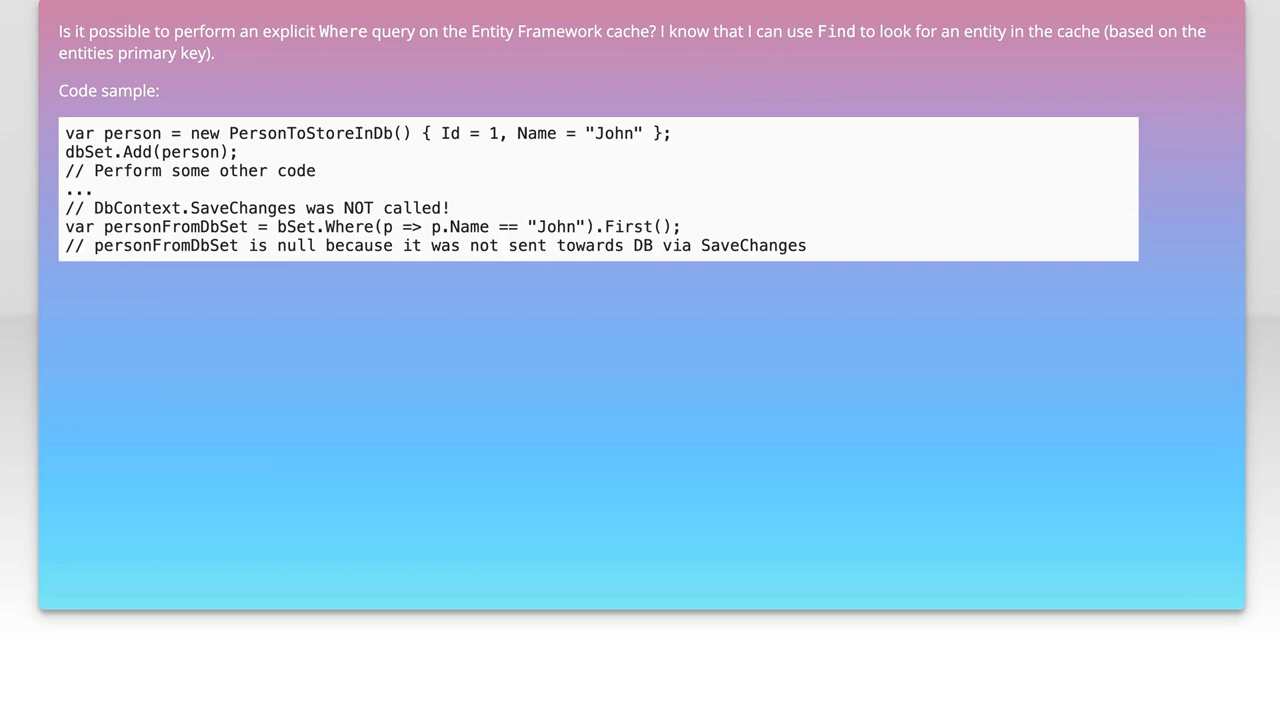 Is it possible to perform an explicit Where query on the Entity Framework cache? I know that I can use Find to look for an entity in the cache (based on the
entities primary key).
Code sample:
var person = new PersonToStoreInDb() { Id = 1, Name = "John" };
dbSet.Add(person);
// Perform some other code
...
// DbContext.SaveChanges was NOT called!
var personFromDbSet = bSet.Where(p => p.Name == "John").First();
// personFromDbSet is null because it was not sent towards DB via SaveChanges